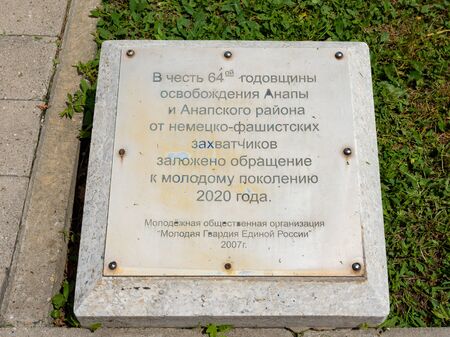 В честь 64ой годовщины
освобождения Анапы
и Анапского района
от немецко-фашистских
захватчиков
заложено обращение
к молодому поколению
2020 года.
Молодёжная общественная организация
"Молодая Гвардия Единой России"
2007г.